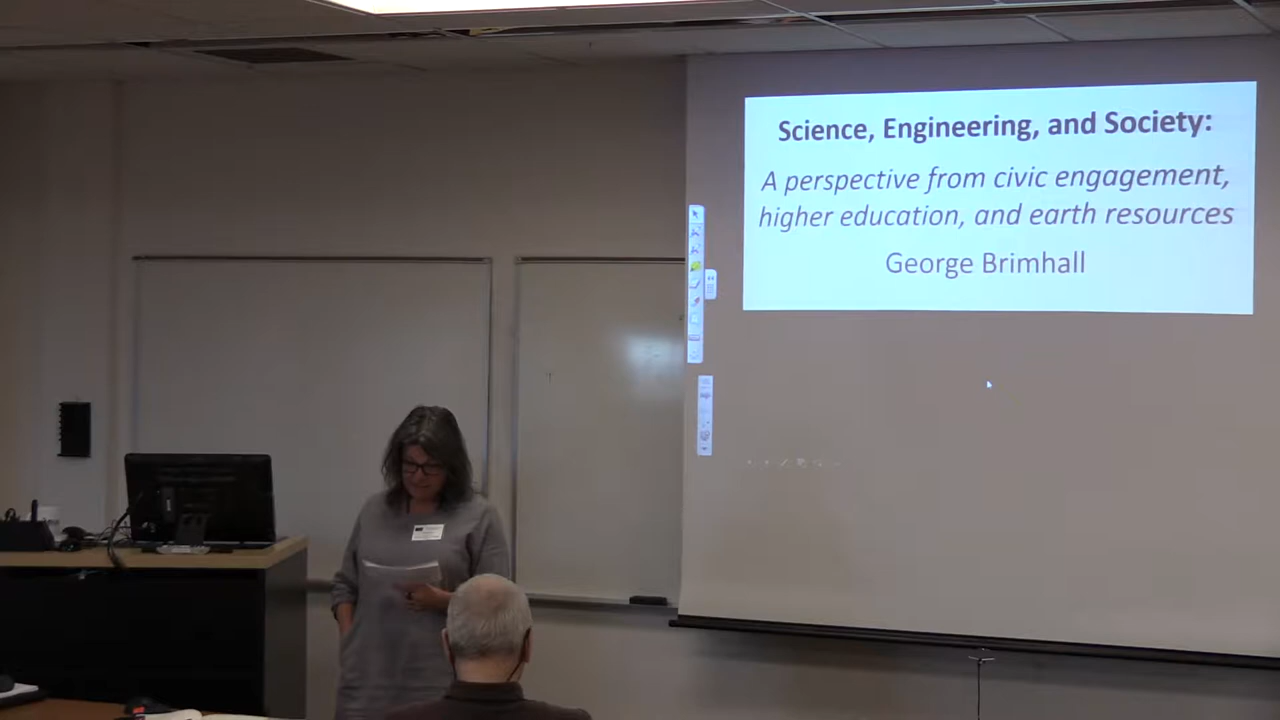 Science, Engineering, and Society:
A perspective from civic engagement,
higher education, and earth resources
George Brimhall